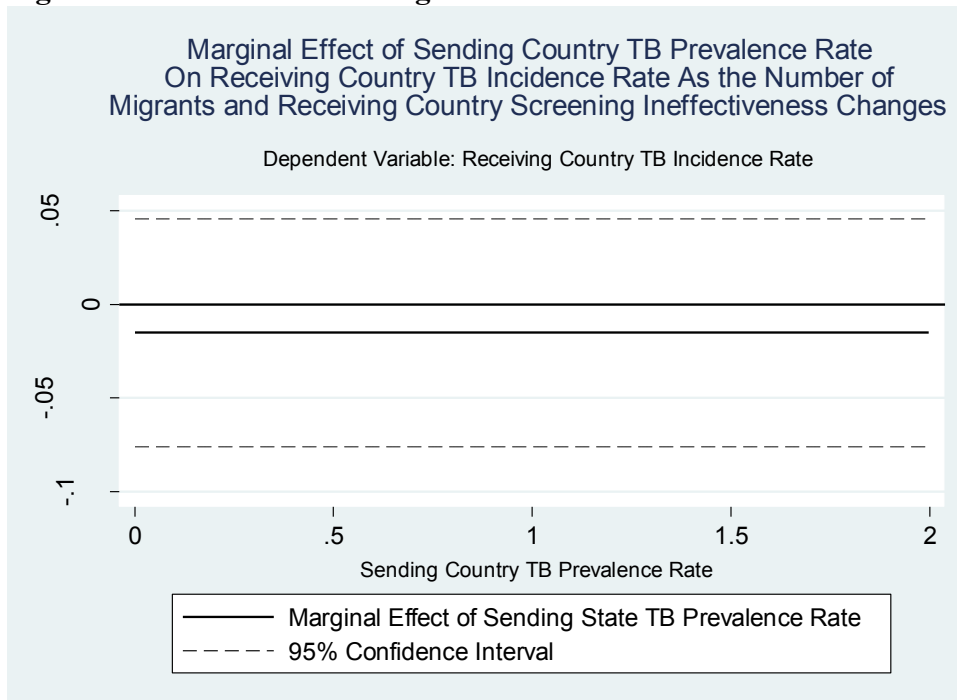 Marginal Effect of Sending Country TB Prevalence Rate
On Receiving Country TB Incidence Rate As the Number of
Migrants and Receiving Country Screening Ineffectiveness Changes
Dependent Variable: Receiving Country TB Incidence Rate
.05
0
-.05
-.1
0 .5 1 1.5 2
Sending Country TB Prevalence Rate
Marginal Effect of Sending State TB Prevalence Rate
95% Confidence Interval